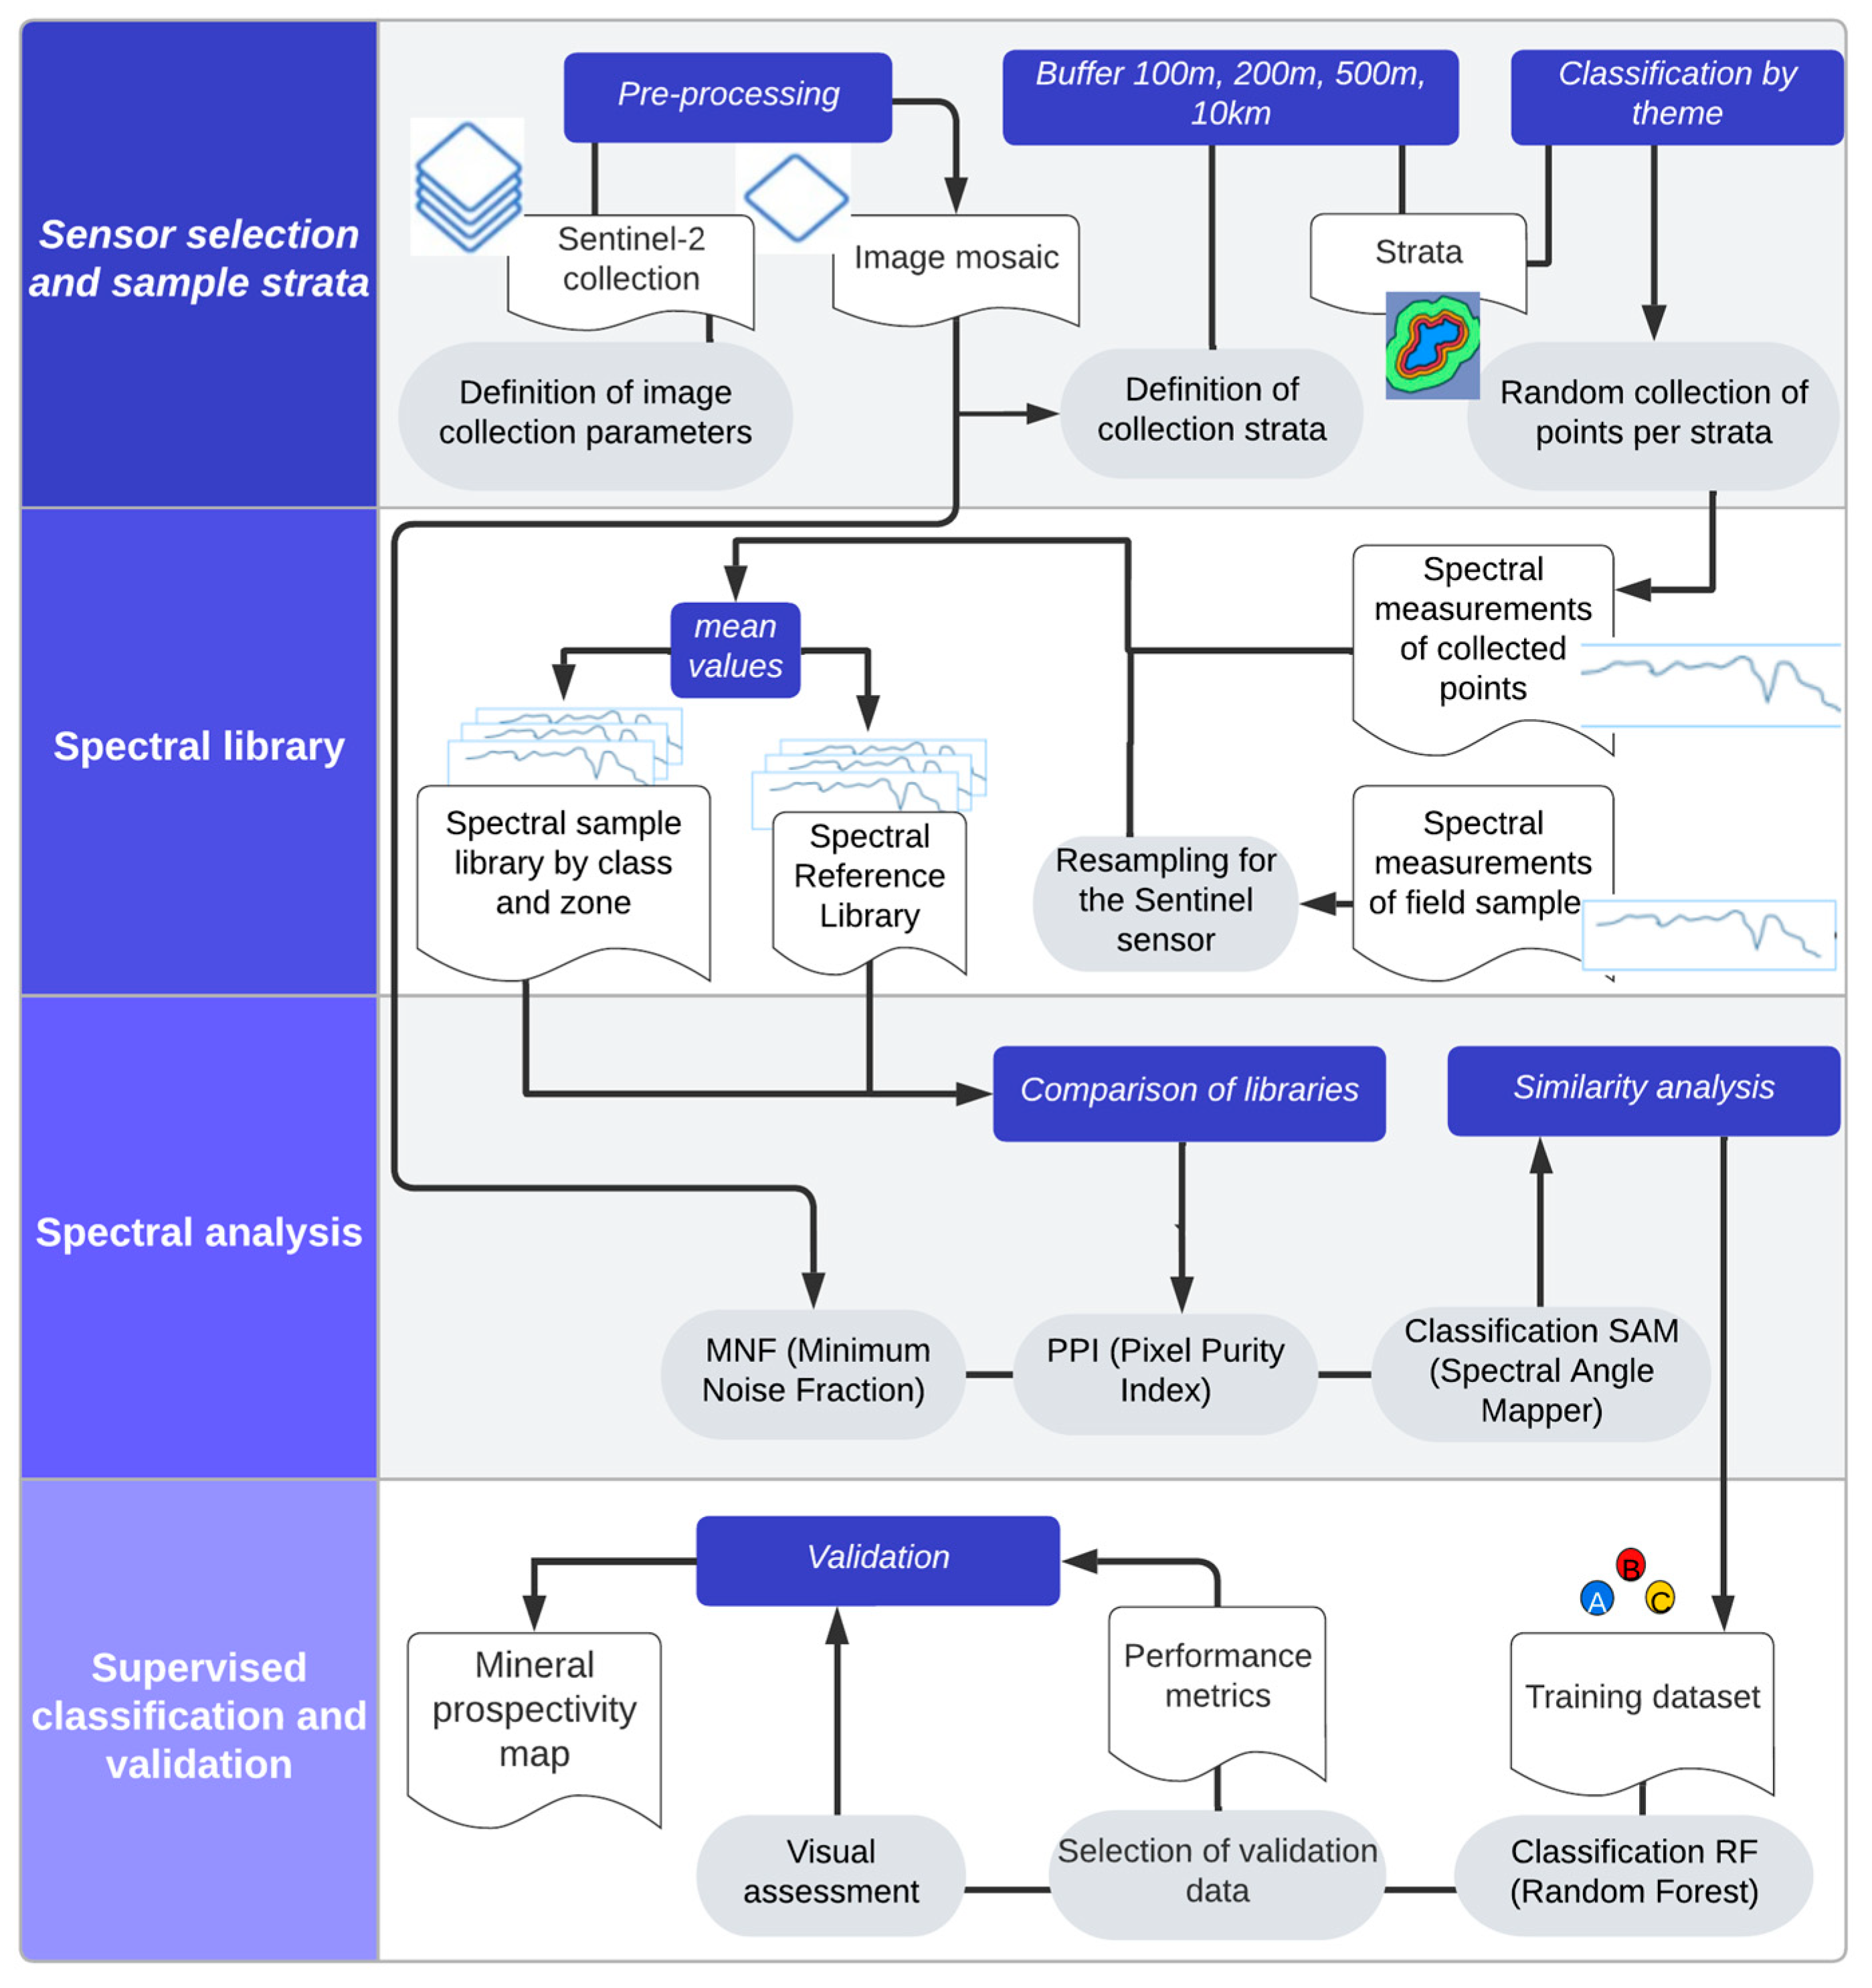 Sensor selection
and sample strata
Pre-processing
Buffer 100m, 200m, 500m,
10km
Classification by
theme
Sentinel-2
collection
Image mosaic
Strata
Definition of image
collection parameters
Definition of
collection strata
Random collection of
points per strata
Spectral library
mean
values
Spectral
measurements
of collected
points
Spectral sample
library by class
and zone
Spectral
Reference
Library
Resampling for
the Sentinel
sensor
Spectral
measurements
of field sample
Spectral analysis
Comparison of libraries
Similarity analysis
MNF (Minimum
Noise Fraction)
PPI (Pixel Purity
Index)
Classification SAM
(Spectral Angle
Mapper)
Supervised
classification and
validation
Validation
B
A
C
Mineral
prospectivity
map
Performance
metrics
Training dataset
Visual
assessment
Selection of validation
data
Classification RF
(Random Forest)